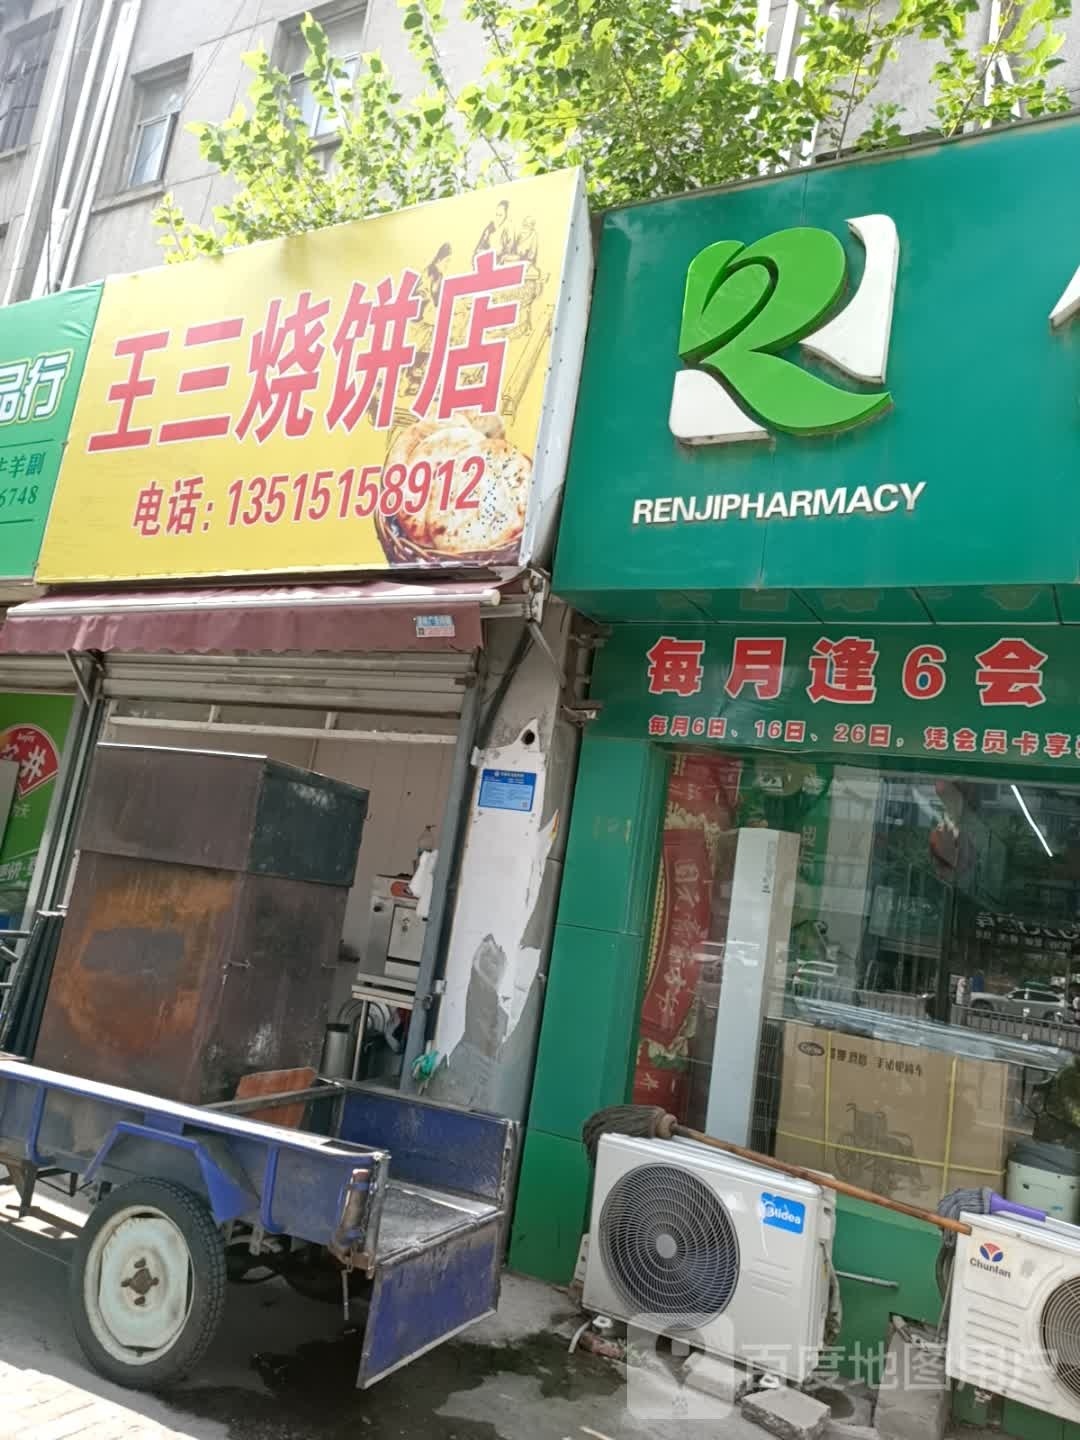 品行
牛羊副
6748
王三烧饼店
电话：13515158912
RENJIPHARMACY
每月逢6会
每月6日、16日、26日，凭会员卡享
Midea
Chunlan
百度地图用户